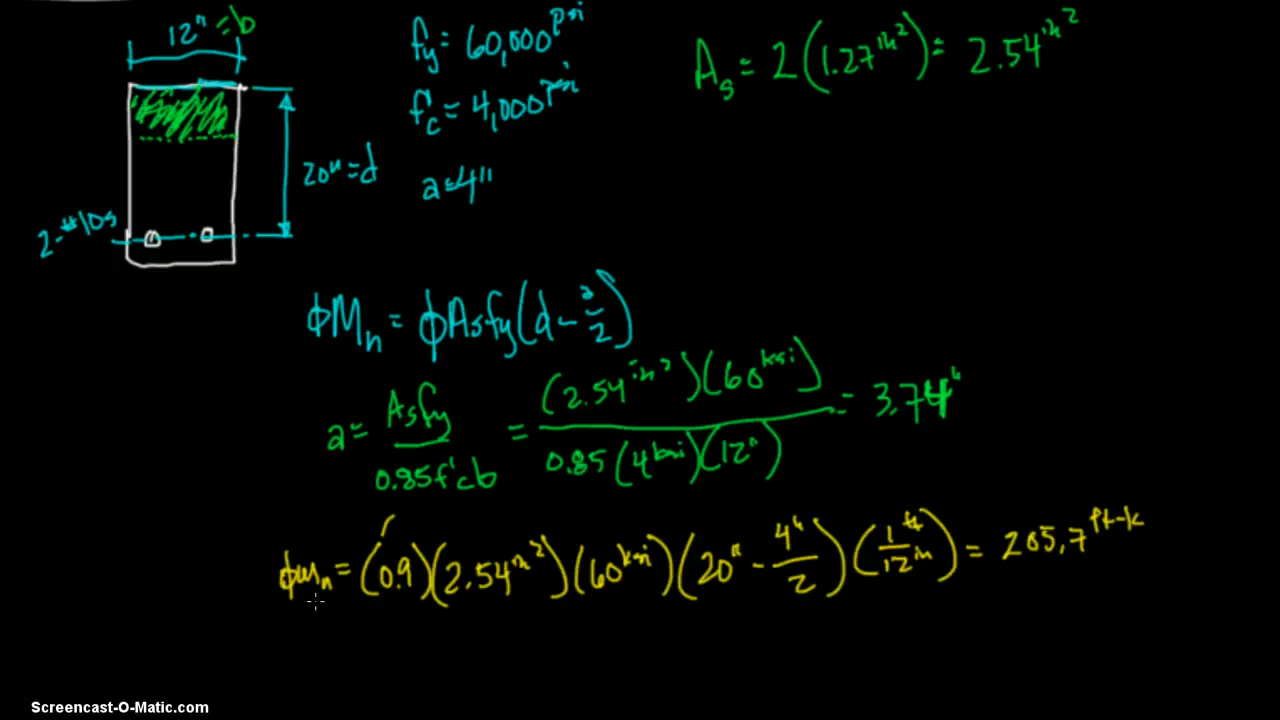 12" = b
fy = 60,000 psi
f'c = 4,000 psi
a = 4"
As = 2(1.27 in²) = 2.54 in²
20" = d
2-#10s
ϕMn = ϕAsfy(d - a/2)
a = Asfy / 0.85f'cb = (2.54 in²)(60 ksi) / 0.85(4 ksi)(12") = 3.74"
ϕMn = (0.9)(2.54 in²)(60 ksi)(20" - 4"/2)(1 ft/12 in) = 205.7 ft-k
Screencast-O-Matic.com